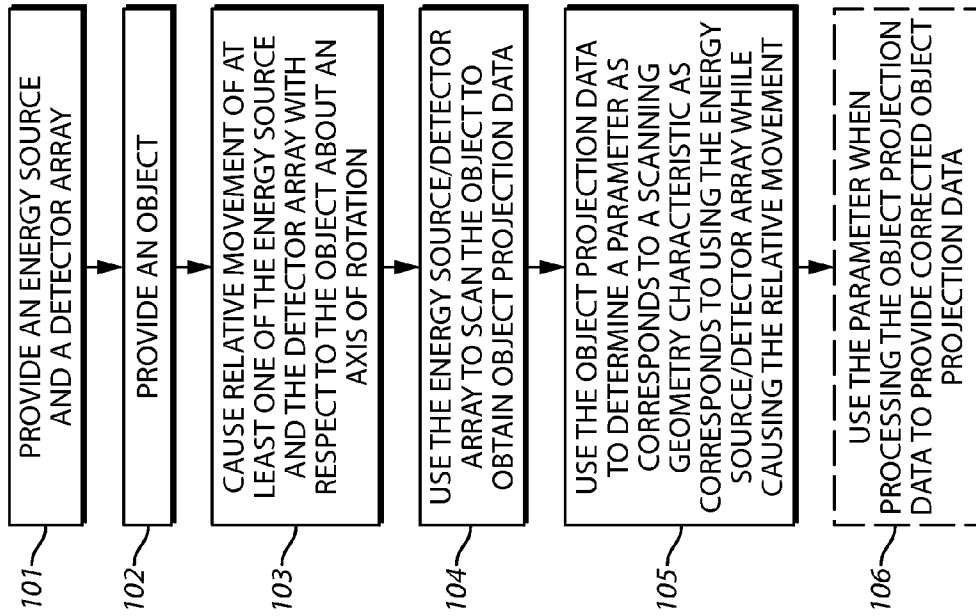 101
PROVIDE AN ENERGY SOURCE
AND A DETECTOR ARRAY
102
PROVIDE AN OBJECT
103
CAUSE RELATIVE MOVEMENT OF AT
LEAST ONE OF THE ENERGY SOURCE
AND THE DETECTOR ARRAY WITH
RESPECT TO THE OBJECT ABOUT AN
AXIS OF ROTATION
104
USE THE ENERGY SOURCE/DETECTOR
ARRAY TO SCAN THE OBJECT TO
OBTAIN OBJECT PROJECTION DATA
105
USE THE OBJECT PROJECTION DATA
TO DETERMINE A PARAMETER AS
CORRESPONDS TO A SCANNING
GEOMETRY CHARACTERISTIC AS
CORRESPONDS TO USING THE ENERGY
SOURCE/DETECTOR ARRAY WHILE
CAUSING THE RELATIVE MOVEMENT
106
USE THE PARAMETER WHEN
PROCESSING THE OBJECT PROJECTION
DATA TO PROVIDE CORRECTED OBJECT
PROJECTION DATA